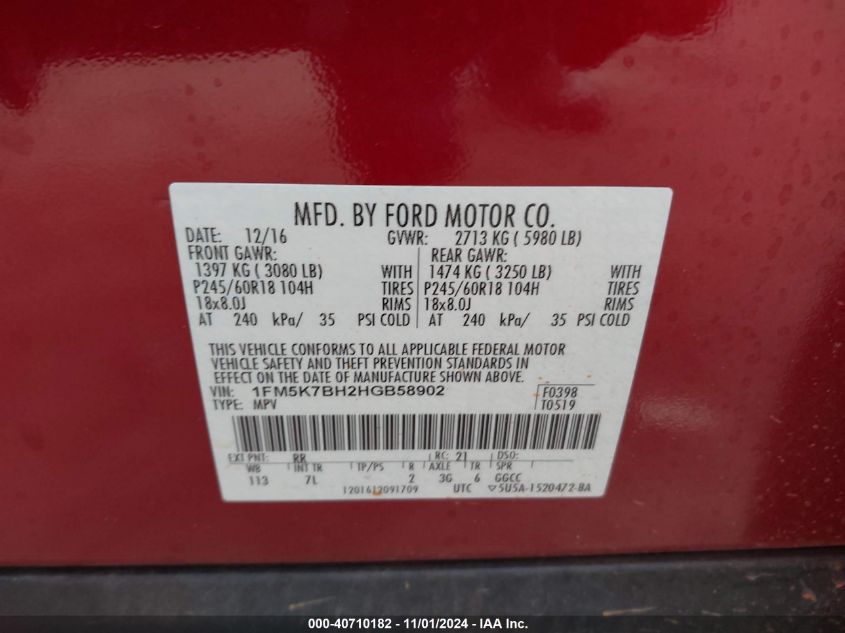 MFD. BY FORD MOTOR CO.
DATE: 12/16 GVWR: 2713 KG ( 5980 LB)
FRONT GAWR: REAR GAWR:
1397 KG ( 3080 LB) WITH 1474 KG ( 3250 LB) WITH
P245/60R18 104H TIRES P245/60R18 104H TIRES
18x8.0J RIMS 18x8.0J RIMS
AT 240 kPa/ 35 PSI COLD AT 240 kPa/ 35 PSI COLD
THIS VEHICLE CONFORMS TO ALL APPLICABLE FEDERAL MOTOR
VEHICLE SAFETY AND THEFT PREVENTION STANDARDS IN
EFFECT ON THE DATE OF MANUFACTURE SHOWN ABOVE.
VIN: 1FM5K7BH2HGB58902 F0398
TYPE: MPV T0519
EXT PNT: RR RC: 21 DSO:
WB INT TR TP/PS R AXLE TR SPR
113 7L 2 3G 6 GGCC
1201612091709 UTC ▽5U5A-1520472-BA
000-40710182 - 11/01/2024 - IAA Inc.